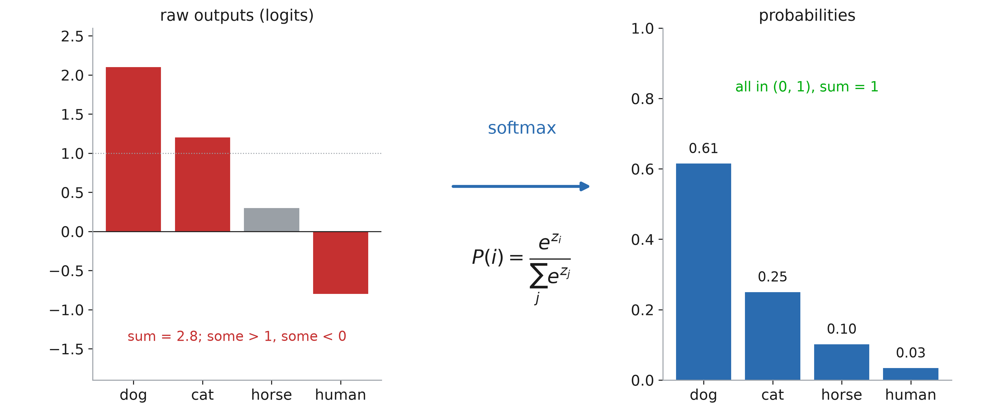 raw outputs (logits)
2.5
2.0
1.5
1.0
0.5
0.0
−0.5
−1.0
−1.5
sum = 2.8; some > 1, some < 0
dog cat horse human
softmax
P(i) = e^{z_i} / ∑_j e^{z_j}
probabilities
1.0
0.8
0.6
0.4
0.2
0.0
all in (0, 1), sum = 1
0.61
0.25
0.10
0.03
dog cat horse human